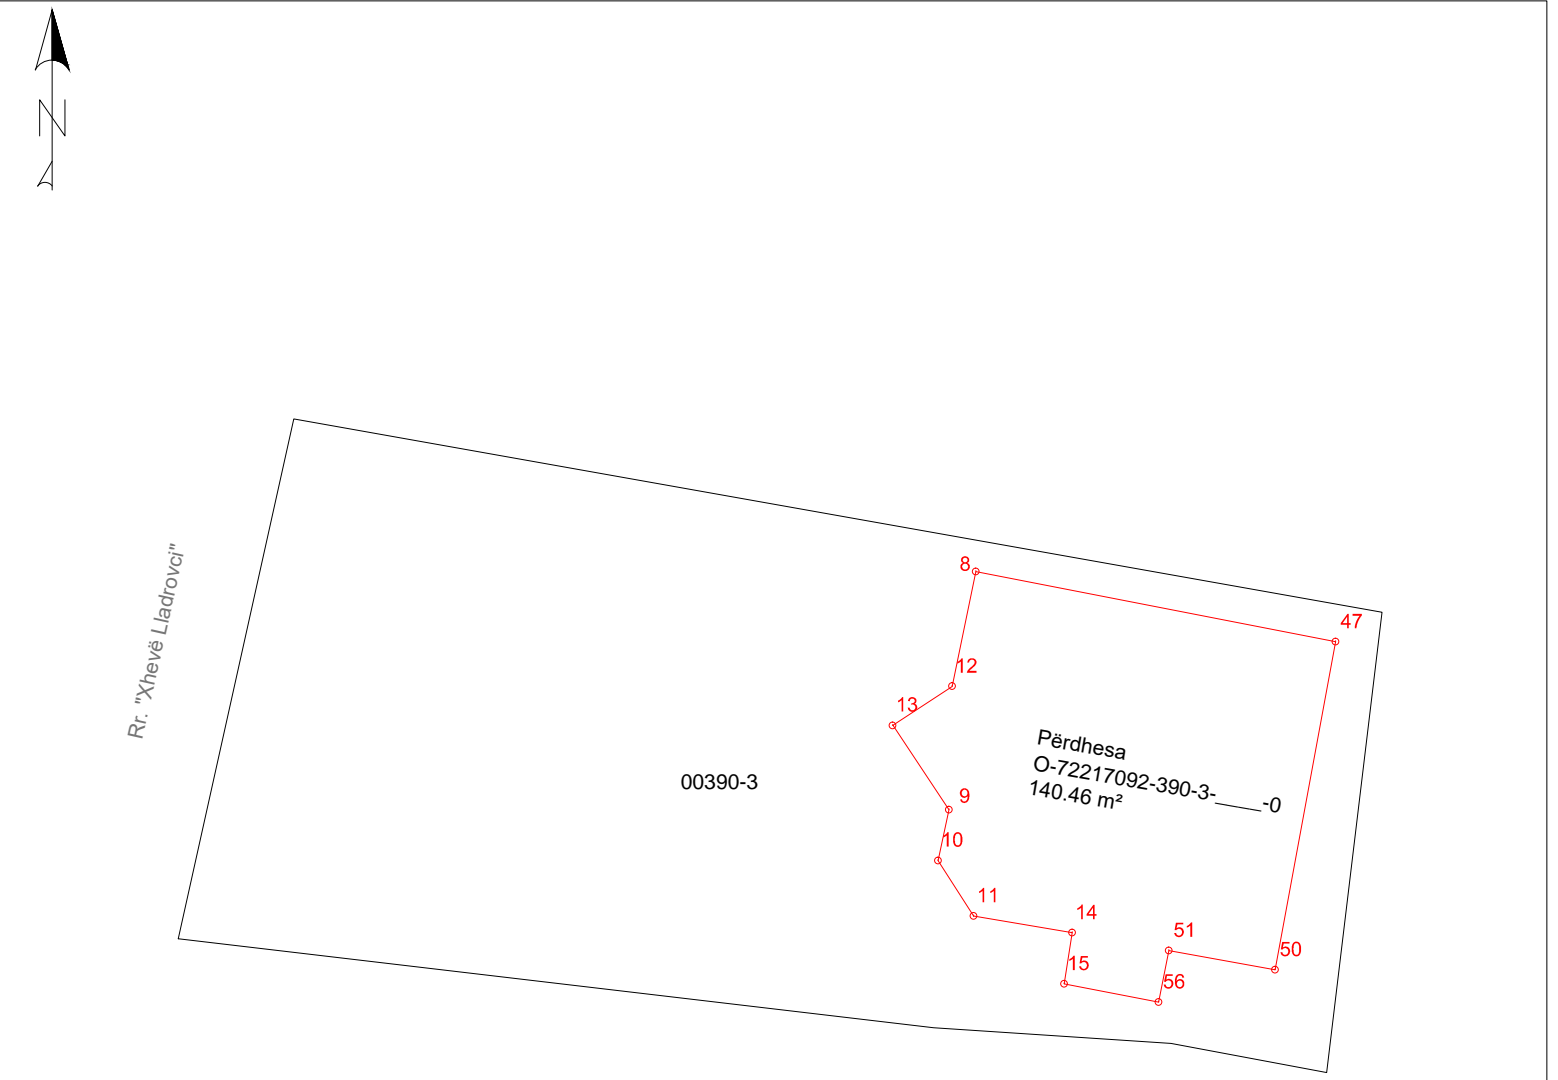 N
8
47
12
13
Rr. "Xhevë Lladrovci"
Përdhesa
O-72217092-390-3-____-0
140.46 m²
00390-3
9
10
11
14
51
50
15
56